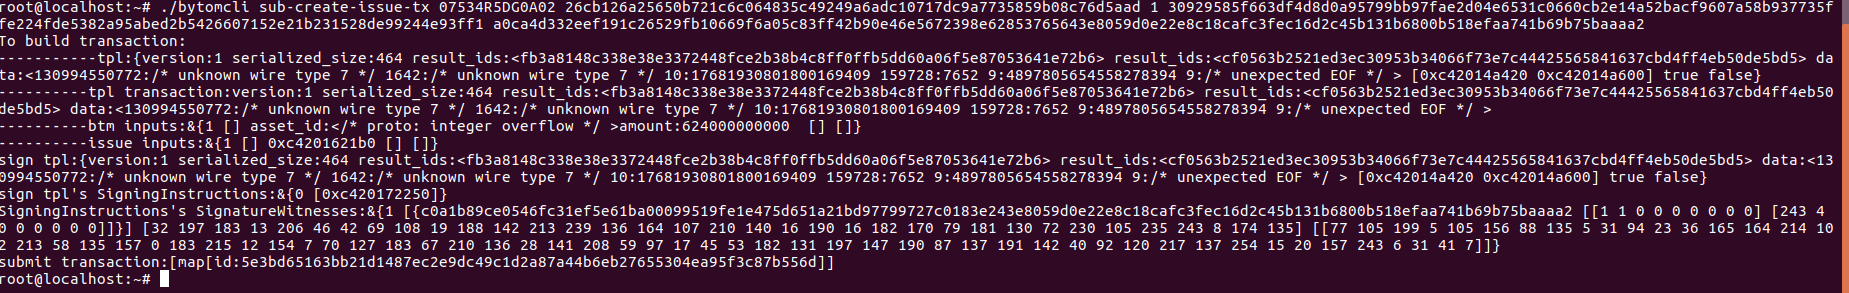 root@localhost:~# ./bytomcli sub-create-issue-tx 07534R5DG0A02 26cb126a25650b721c6c064835c49249a6adc10717dc9a7735859b08c76d5aad 1 30929585f663df4d8d0a95799bb97fae2d04e6531c0660cb2e14a52bacf9607a58b937735f
fe224fde5382a95abed2b5426607152e21b231528de99244e93ff1 a0ca4d332eef191c26529fb10669f6a05c83ff42b90e46e5672398e62853765643e8059d0e22e8c18cafc3fec16d2c45b131b6800b518efaa741b69b75baaaa2
To build transaction:
-----------tpl:{version:1 serialized_size:464 result_ids:<fb3a8148c338e38e3372448fce2b38b4c8ff0ffb5dd60a06f5e87053641e72b6> result_ids:<cf0563b2521ed3ec30953b34066f73e7c44425565841637cbd4ff4eb50de5bd5> da
ta:<130994550772:/* unknown wire type 7 */ 1642:/* unknown wire type 7 */ 10:17681930801800169409 159728:7652 9:4897805654558278394 9:/* unexpected EOF */ > [0xc42014a420 0xc42014a600] true false}
----------tpl transaction:version:1 serialized_size:464 result_ids:<fb3a8148c338e38e3372448fce2b38b4c8ff0ffb5dd60a06f5e87053641e72b6> result_ids:<cf0563b2521ed3ec30953b34066f73e7c44425565841637cbd4ff4eb50
de5bd5> data:<130994550772:/* unknown wire type 7 */ 1642:/* unknown wire type 7 */ 10:17681930801800169409 159728:7652 9:4897805654558278394 9:/* unexpected EOF */ >
----------btm inputs:&{1 [] asset_id:</* proto: integer overflow */ >amount:624000000000  [] []}
----------issue inputs:&{1 [] 0xc4201621b0 [] []}
sign tpl:{version:1 serialized_size:464 result_ids:<fb3a8148c338e38e3372448fce2b38b4c8ff0ffb5dd60a06f5e87053641e72b6> result_ids:<cf0563b2521ed3ec30953b34066f73e7c44425565841637cbd4ff4eb50de5bd5> data:<13
0994550772:/* unknown wire type 7 */ 1642:/* unknown wire type 7 */ 10:17681930801800169409 159728:7652 9:4897805654558278394 9:/* unexpected EOF */ > [0xc42014a420 0xc42014a600] true false}
sign tpl's SigningInstructions:&{0 [0xc420172250]}
SigningInstructions's SignatureWitnesses:&{1 [{c0a1b89ce0546fc31ef5e61ba00099519fe1e475d651a21bd97799727c0183e243e8059d0e22e8c18cafc3fec16d2c45b131b6800b518efaa741b69b75baaaa2 [[1 1 0 0 0 0 0 0 0] [243 4
0 0 0 0 0 0]]}] [32 197 183 13 206 46 42 69 108 19 188 142 213 239 136 164 107 210 140 16 190 16 182 170 79 181 130 72 230 105 235 243 8 174 135] [[77 105 199 5 105 156 88 135 5 31 94 23 36 165 164 214 10
2 213 58 135 157 0 183 215 12 154 7 70 127 183 67 210 136 28 141 208 59 97 17 45 53 182 131 197 147 190 87 137 191 142 40 92 120 217 137 254 15 20 157 243 6 31 41 7]]}
submit transaction:[map[id:5e3bd65163bb21d1487ec2e9dc49c1d2a87a44b6eb27655304ea95f3c87b556d]]
root@localhost:~#